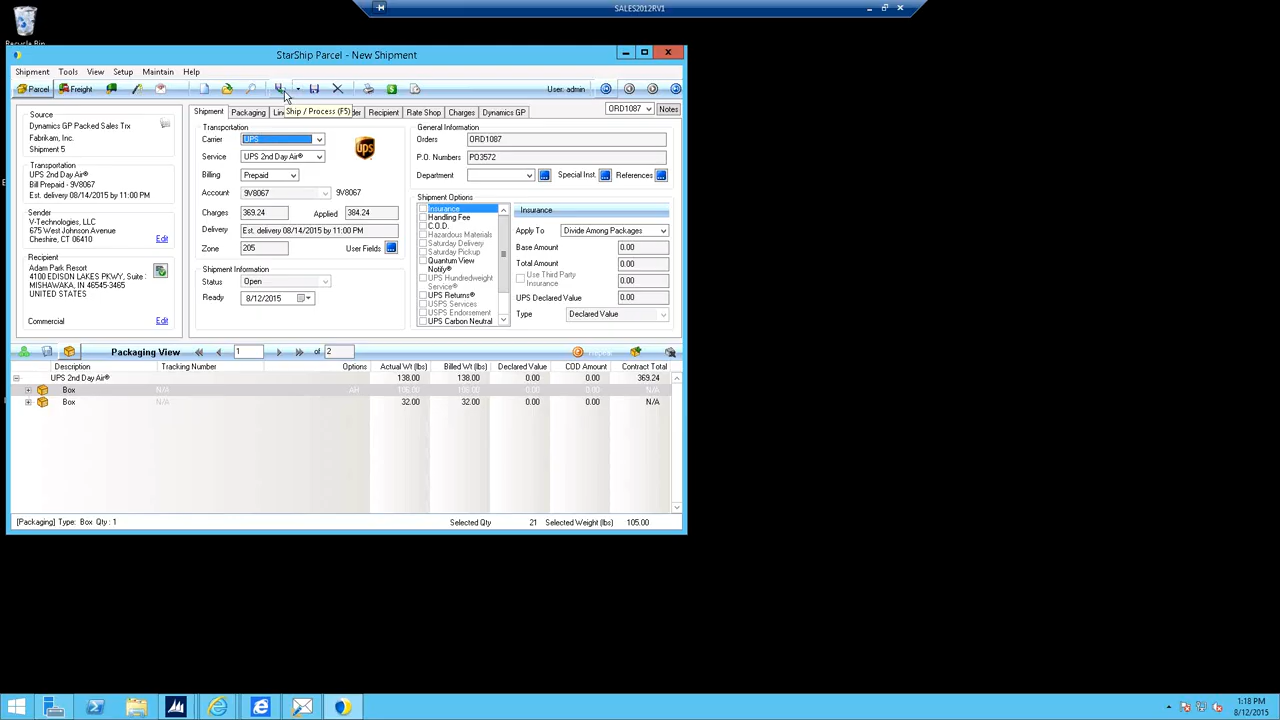 SALES2012RV1
Recycle Bin
StarShip Parcel - New Shipment
Shipment Tools View Setup Maintain Help
Parcel Freight User: admin
Ship / Process (F5)
Shipment Packaging Recipient Rate Shop Charges Dynamics GP ORD1087 Notes
Source
Dynamics GP Packed Sales Trx
Fabrikam, Inc.
Shipment 5
Transportation
UPS 2nd Day Air®
Bill Prepaid - 9V8067
Est. delivery 08/14/2015 by 11:00 PM
Sender
V-Technologies, LLC
675 West Johnson Avenue
Cheshire, CT 06410 Edit
Recipient
Adam Park Resort
4100 EDISON LAKES PKWY, Suite :
MISHAWAKA, IN 46545-3465
UNITED STATES
Commercial Edit
Transportation
Carrier UPS
ups
Service UPS 2nd Day Air®
Billing Prepaid
Account 9V8067 9V8067
Charges 369.24 Applied 384.24
Delivery Est. delivery 08/14/2015 by 11:00 PM
Zone 205 User Fields
Shipment Information
Status Open
Ready 8/12/2015
General Information
Orders ORD1087
P.O. Numbers PO3572
Department Special Inst. References
Shipment Options
Insurance
Handling Fee
C.O.D.
Hazardous Materials
Saturday Delivery
Saturday Pickup
Quantum View
Notify®
UPS Hundredweight
Service®
UPS Returns®
USPS Services
USPS Endorsement
UPS Carbon Neutral
Insurance
Apply To Divide Among Packages
Base Amount 0.00
Total Amount 0.00
Use Third Party
Insurance 0.00
UPS Declared Value 0.00
Type Declared Value
Packaging View 1 of 2
Description Tracking Number Options Actual Wt (lbs) Billed Wt (lbs) Declared Value COD Amount Contract Total
UPS 2nd Day Air® 138.00 138.00 0.00 0.00 369.24
Box N/A AH 106.00 106.00 0.00 0.00 N/A
Box N/A 32.00 32.00 0.00 0.00 N/A
[Packaging] Type: Box Qty : 1 Selected Qty 21 Selected Weight (lbs) 105.00
1:18 PM
8/12/2015